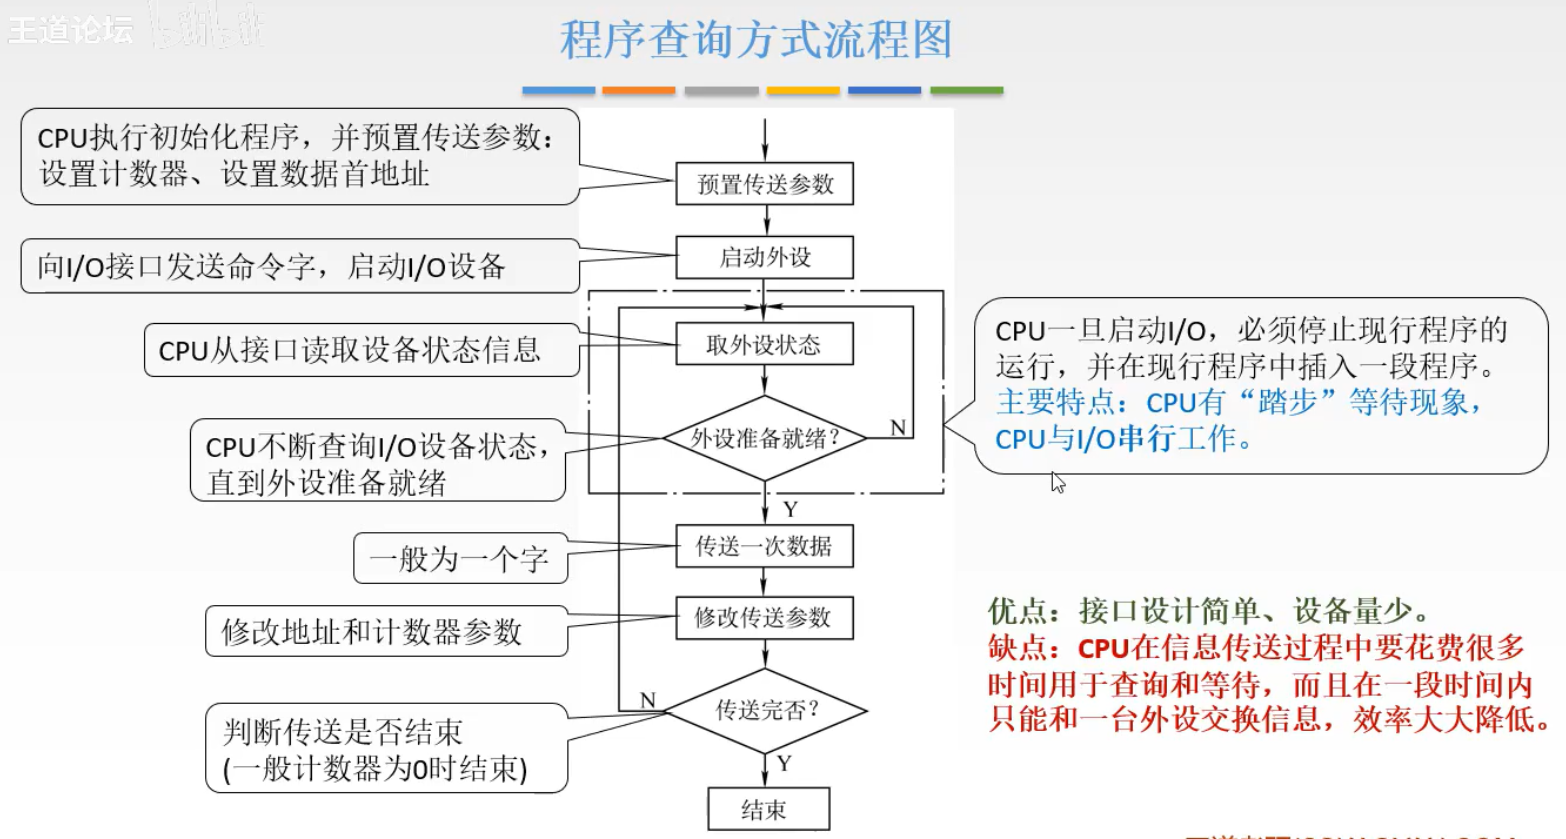 王道论坛
bilibili
程序查询方式流程图
CPU执行初始化程序，并预置传送参数：
设置计数器、设置数据首地址
预置传送参数
向I/O接口发送命令字，启动I/O设备
启动外设
CPU从接口读取设备状态信息
取外设状态
CPU不断查询I/O设备状态，
直到外设准备就绪
外设准备就绪？
N
CPU一旦启动I/O，必须停止现行程序的
运行，并在现行程序中插入一段程序。
主要特点：CPU有“踏步”等待现象，
CPU与I/O串行工作。
Y
一般为一个字
传送一次数据
修改地址和计数器参数
修改传送参数
优点：接口设计简单、设备量少。
缺点：CPU在信息传送过程中要花费很多
时间用于查询和等待，而且在一段时间内
只能和一台外设交换信息，效率大大降低。
判断传送是否结束
(一般计数器为0时结束)
N
传送完否？
Y
结束